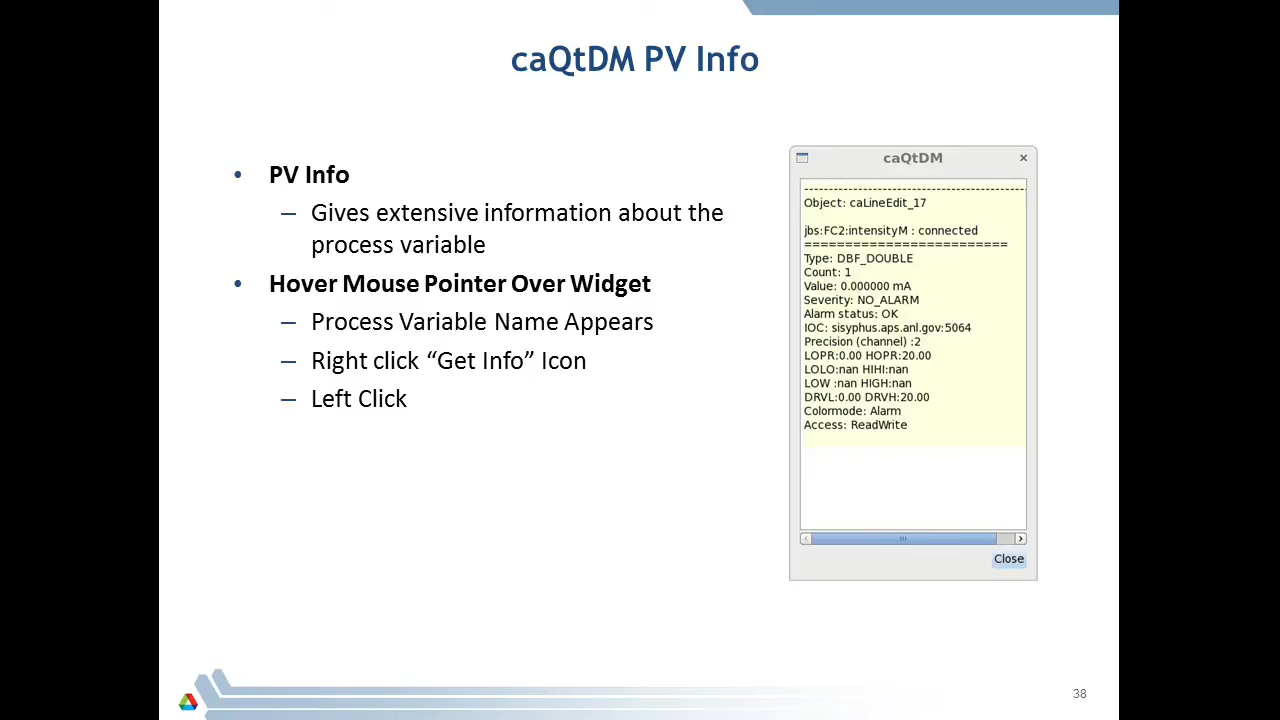 caQtDM PV Info
• PV Info
– Gives extensive information about the
process variable
• Hover Mouse Pointer Over Widget
– Process Variable Name Appears
– Right click “Get Info” Icon
– Left Click
caQtDM
Object: caLineEdit_17
jbs:FC2:intensityM : connected
=========================
Type: DBF_DOUBLE
Count: 1
Value: 0.000000 mA
Severity: NO_ALARM
Alarm status: OK
IOC: sisyphus.aps.anl.gov:5064
Precision (channel) :2
LOPR:0.00 HOPR:20.00
LOLO:nan HIHI:nan
LOW :nan HIGH:nan
DRVL:0.00 DRVH:20.00
Colormode: Alarm
Access: ReadWrite
Close
38